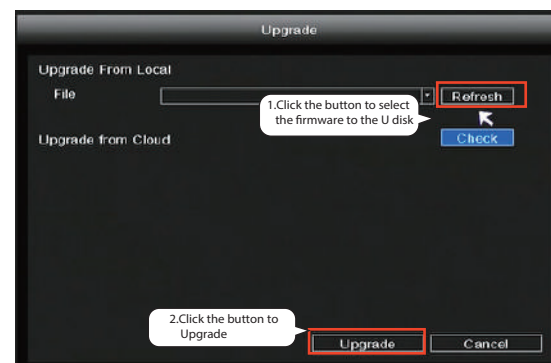 Upgrade
Upgrade From Local
File
Refresh
1.Click the button to select
the firmware to the U disk
Upgrade from Cloud
Check
2.Click the button to
Upgrade
Upgrade
Cancel